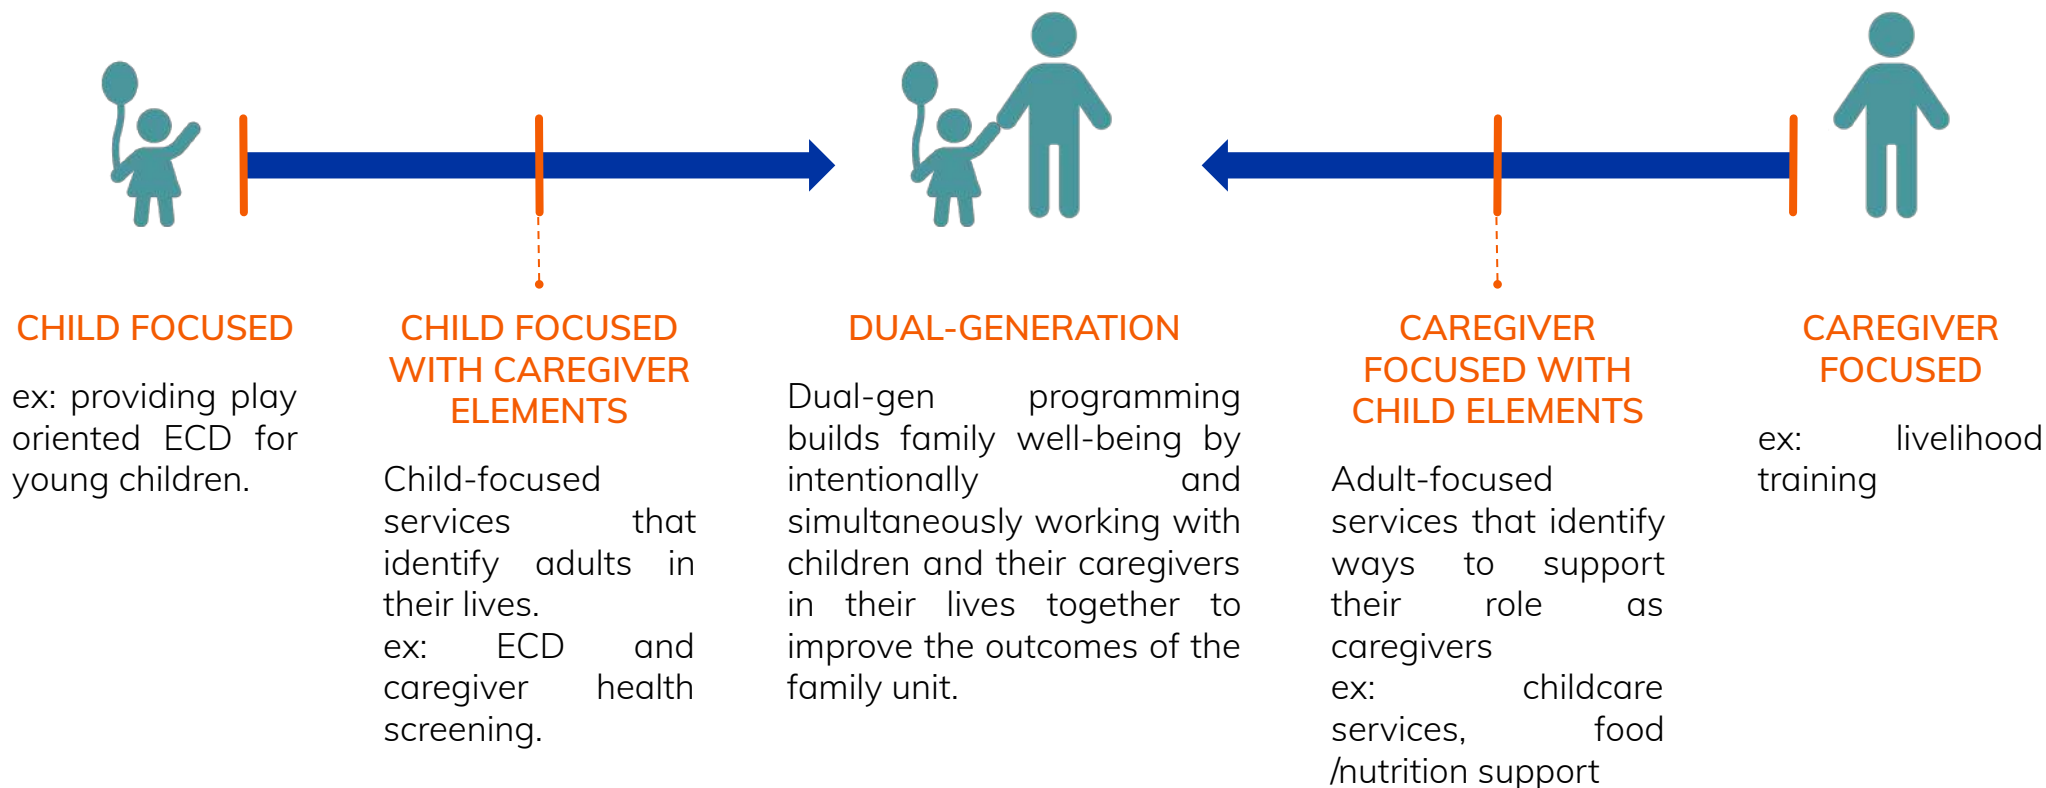 CHILD FOCUSED
ex: providing play
oriented ECD for
young children.
CHILD FOCUSED
WITH CAREGIVER
ELEMENTS
Child-focused
services that
identify adults in
their lives.
ex: ECD and
caregiver health
screening.
DUAL-GENERATION
Dual-gen programming
builds family well-being by
intentionally and
simultaneously working with
children and their caregivers
in their lives together to
improve the outcomes of the
family unit.
CAREGIVER
FOCUSED WITH
CHILD ELEMENTS
Adult-focused
services that identify
ways to support
their role as
caregivers
ex: childcare
services, food
/nutrition support
CAREGIVER
FOCUSED
ex: livelihood
training